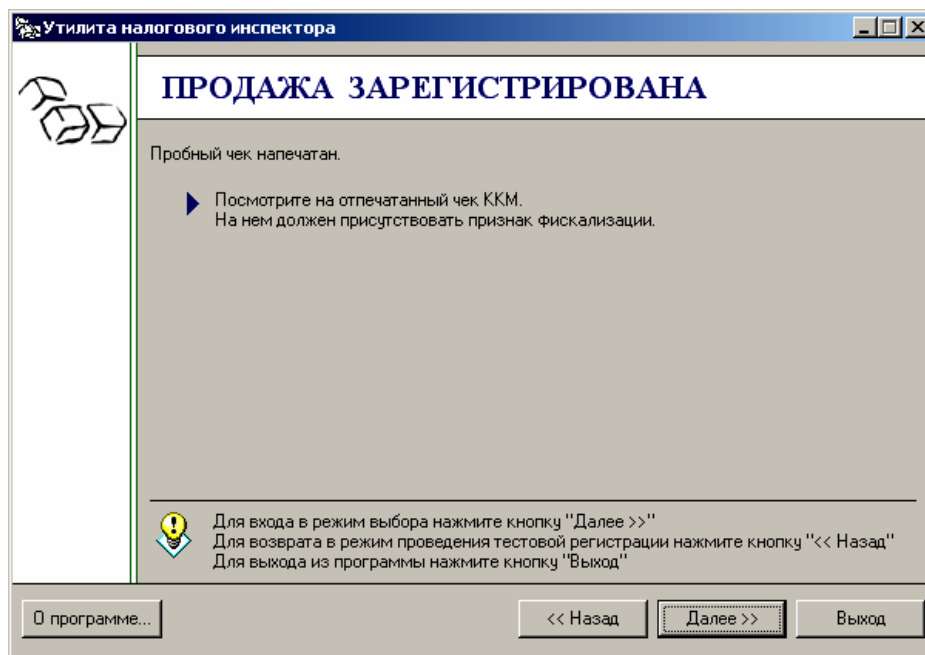 Утилита налогового инспектора
ПРОДАЖА ЗАРЕГИСТРИРОВАНА
Пробный чек напечатан.
Посмотрите на отпечатанный чек ККМ.
На нем должен присутствовать признак фискализации.
Для входа в режим выбора нажмите кнопку "Далее >>"
Для возврата в режим проведения тестовой регистрации нажмите кнопку "<< Назад"
Для выхода из программы нажмите кнопку "Выход"
О программе... << Назад Далее >> Выход